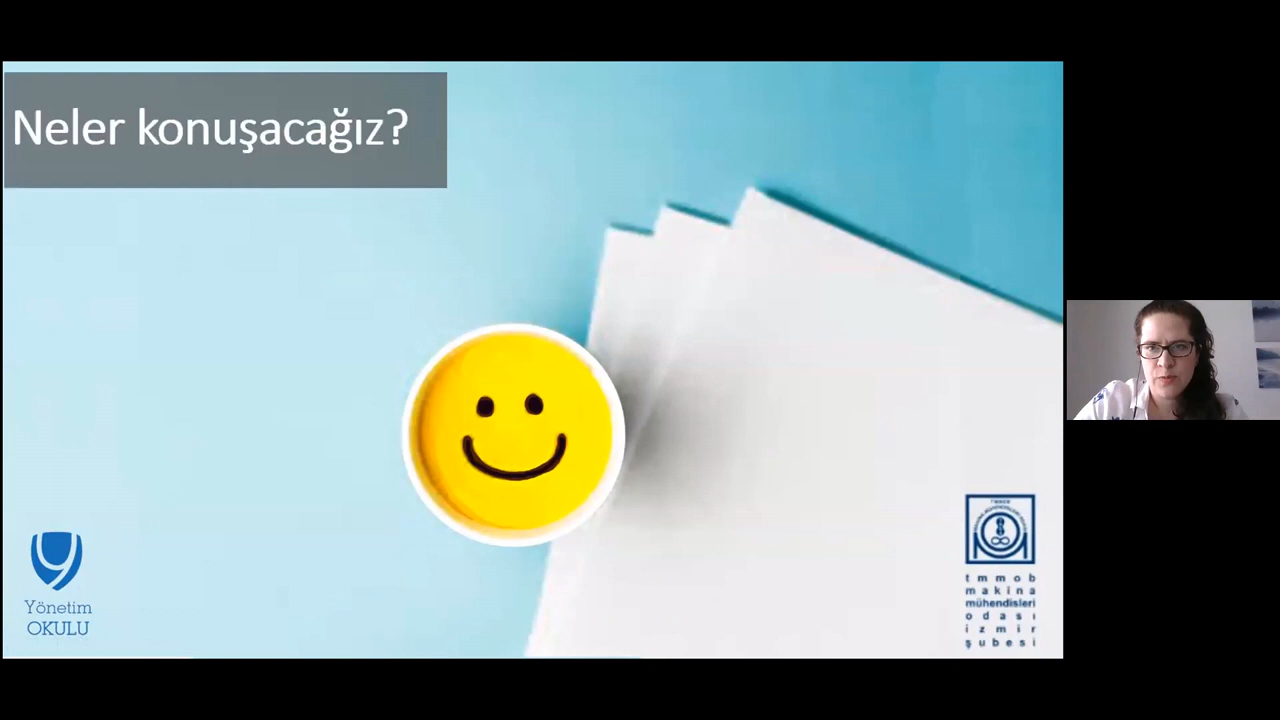 Neler konuşacağız?
Yönetim
OKULU
tmmob
makina
mühendisleri
odası
izmir
şubesi